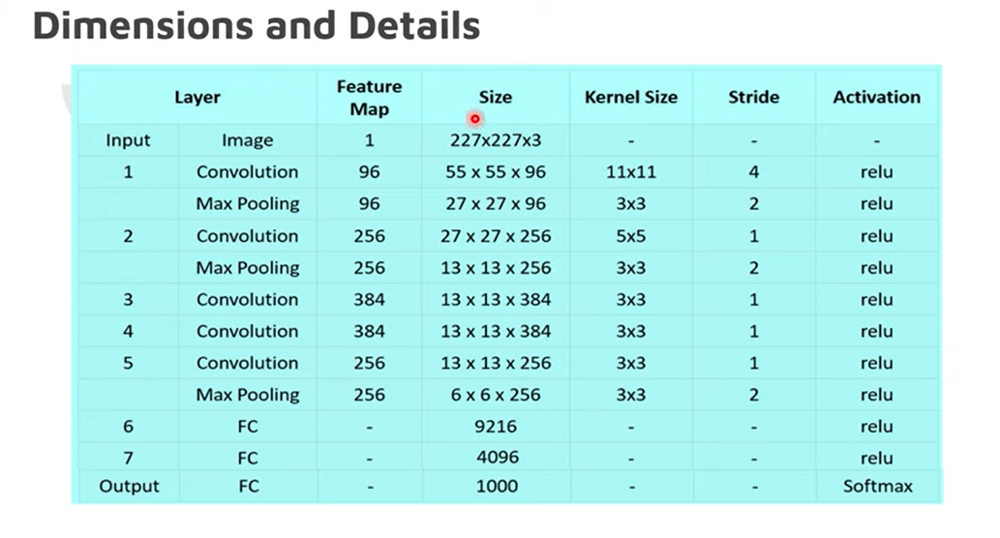 Dimensions and Details
Layer Feature Map Size Kernel Size Stride Activation
Input Image 1 227x227x3 - - -
1 Convolution 96 55 x 55 x 96 11x11 4 relu
Max Pooling 96 27 x 27 x 96 3x3 2 relu
2 Convolution 256 27 x 27 x 256 5x5 1 relu
Max Pooling 256 13 x 13 x 256 3x3 2 relu
3 Convolution 384 13 x 13 x 384 3x3 1 relu
4 Convolution 384 13 x 13 x 384 3x3 1 relu
5 Convolution 256 13 x 13 x 256 3x3 1 relu
Max Pooling 256 6 x 6 x 256 3x3 2 relu
6 FC - 9216 - - relu
7 FC - 4096 - - relu
Output FC - 1000 - - Softmax